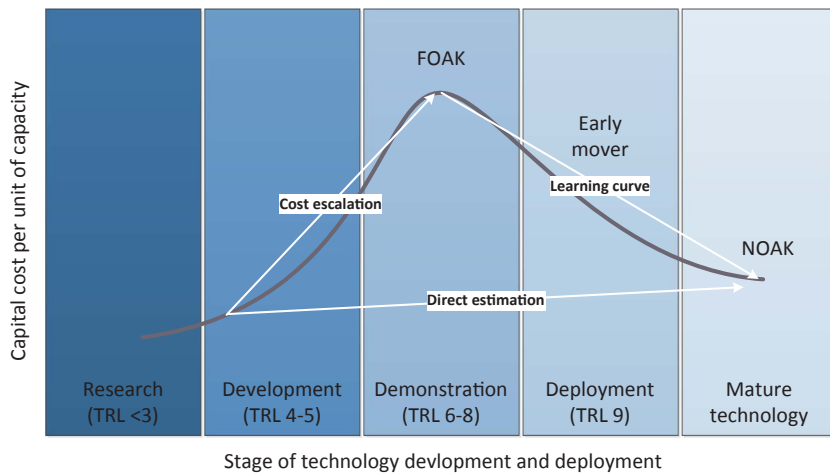 Capital cost per unit of capacity
FOAK
Early
mover
Learning curve
Cost escalation
NOAK
Direct estimation
Research
(TRL <3)
Development
(TRL 4-5)
Demonstration
(TRL 6-8)
Deployment
(TRL 9)
Mature
technology
Stage of technology devlopment and deployment